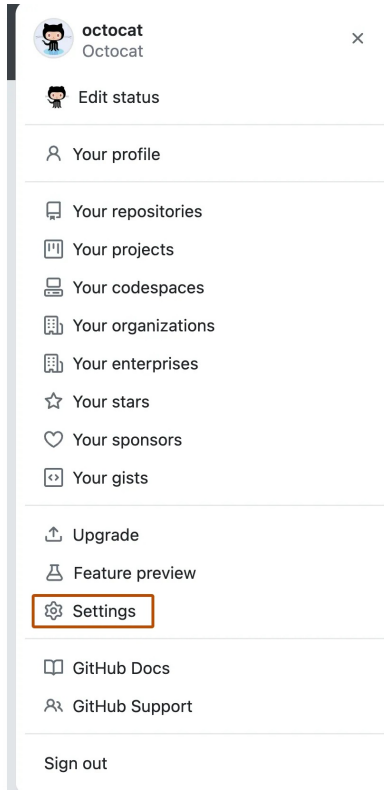 octocat
Octocat
Edit status
Your profile
Your repositories
Your projects
Your codespaces
Your organizations
Your enterprises
Your stars
Your sponsors
Your gists
Upgrade
Feature preview
Settings
GitHub Docs
GitHub Support
Sign out